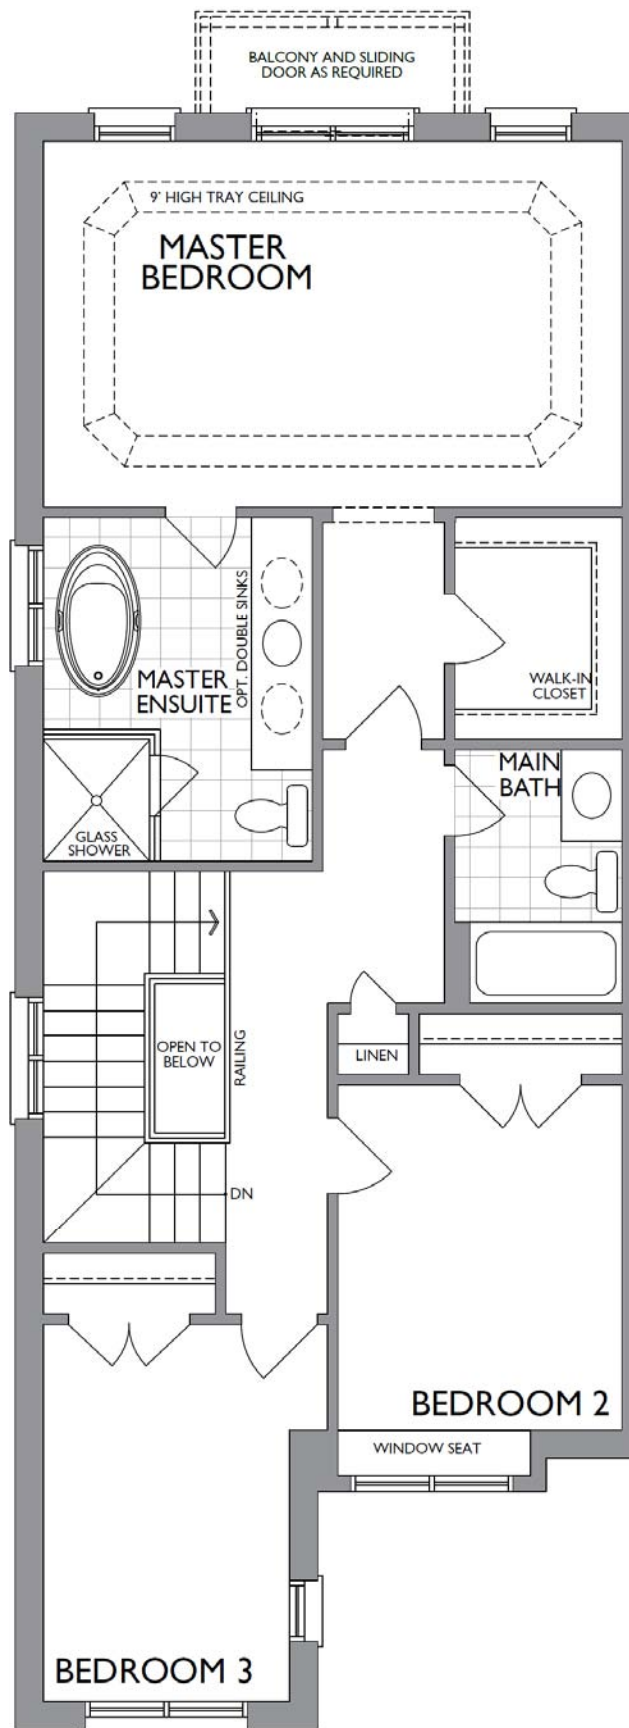 BALCONY AND SLIDING
DOOR AS REQUIRED
9' HIGH TRAY CEILING
MASTER
BEDROOM
OPT. DOUBLE SINKS
MASTER
ENSUITE
WALK-IN
CLOSET
MAIN
BATH
GLASS
SHOWER
OPEN TO
BELOW
RAILING
LINEN
DN
BEDROOM 2
WINDOW SEAT
BEDROOM 3